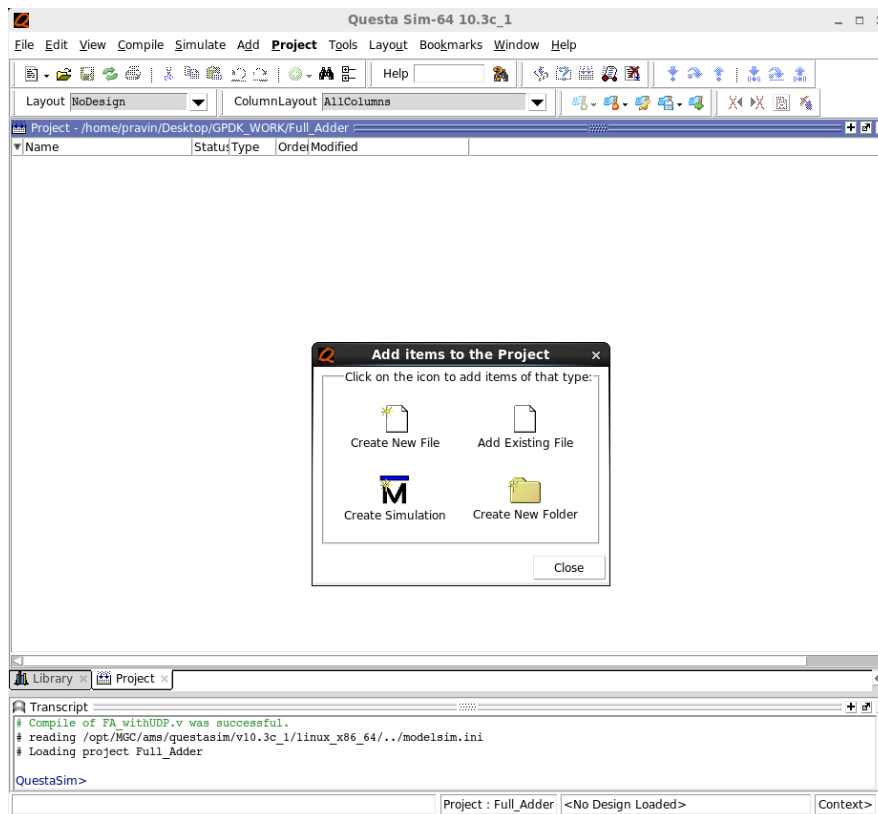 Questa Sim-64 10.3c_1
File Edit View Compile Simulate Add Project Tools Layout Bookmarks Window Help
Help
Layout NoDesign ColumnLayout AllColumns
Project - /home/pravin/Desktop/GPDK_WORK/Full_Adder
Name Status Type Order Modified
Add items to the Project
Click on the icon to add items of that type:
Create New File Add Existing File
Create Simulation Create New Folder
Close
Library Project
Transcript
# Compile of FA_withUDP.v was successful.
# reading /opt/MGC/ams/questasim/v10.3c_1/linux_x86_64/../modelsim.ini
# Loading project Full_Adder
QuestaSim>
Project : Full_Adder <No Design Loaded> Context>